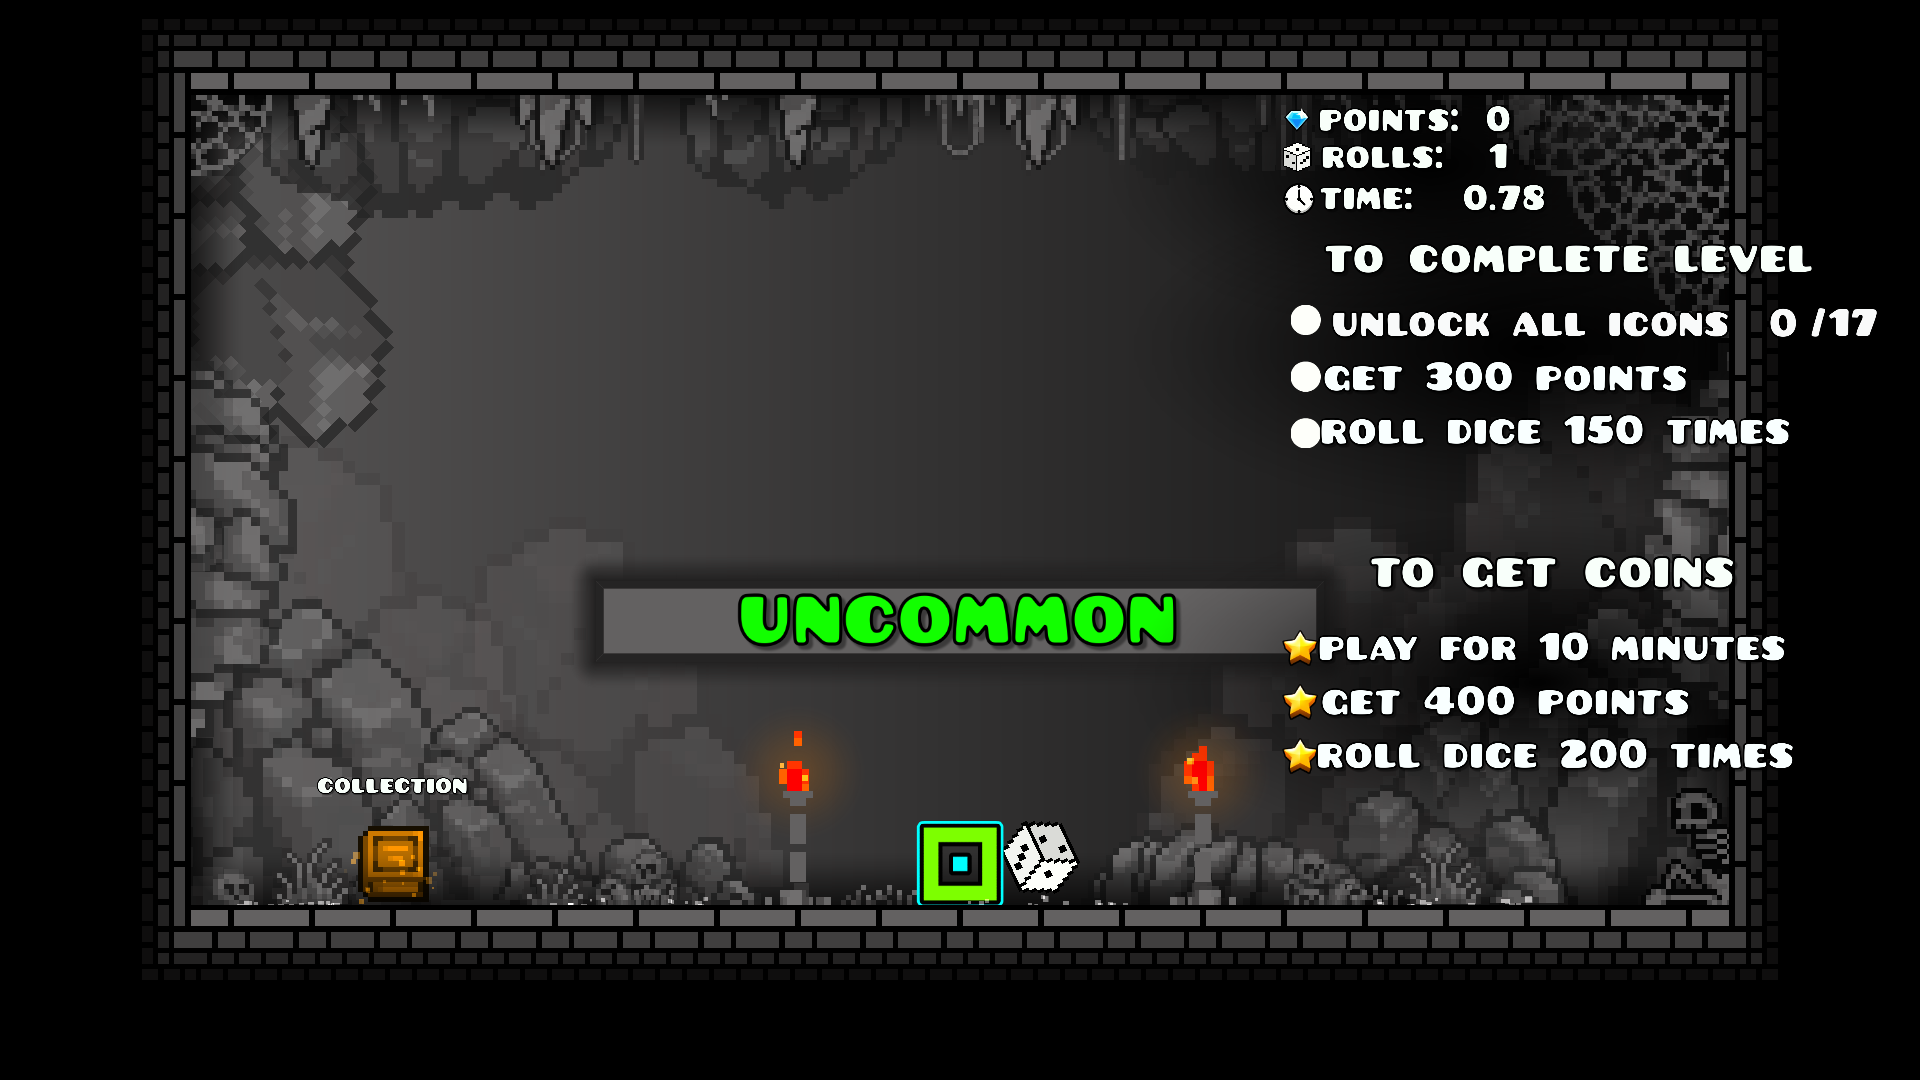 POINTS: 0
ROLLS: 1
TIME: 0.78
TO COMPLETE LEVEL
UNLOCK ALL ICONS 0 /17
GET 300 POINTS
ROLL DICE 150 TIMES
TO GET COINS
UNCOMMON
PLAY FOR 10 MINUTES
GET 400 POINTS
ROLL DICE 200 TIMES
COLLECTION